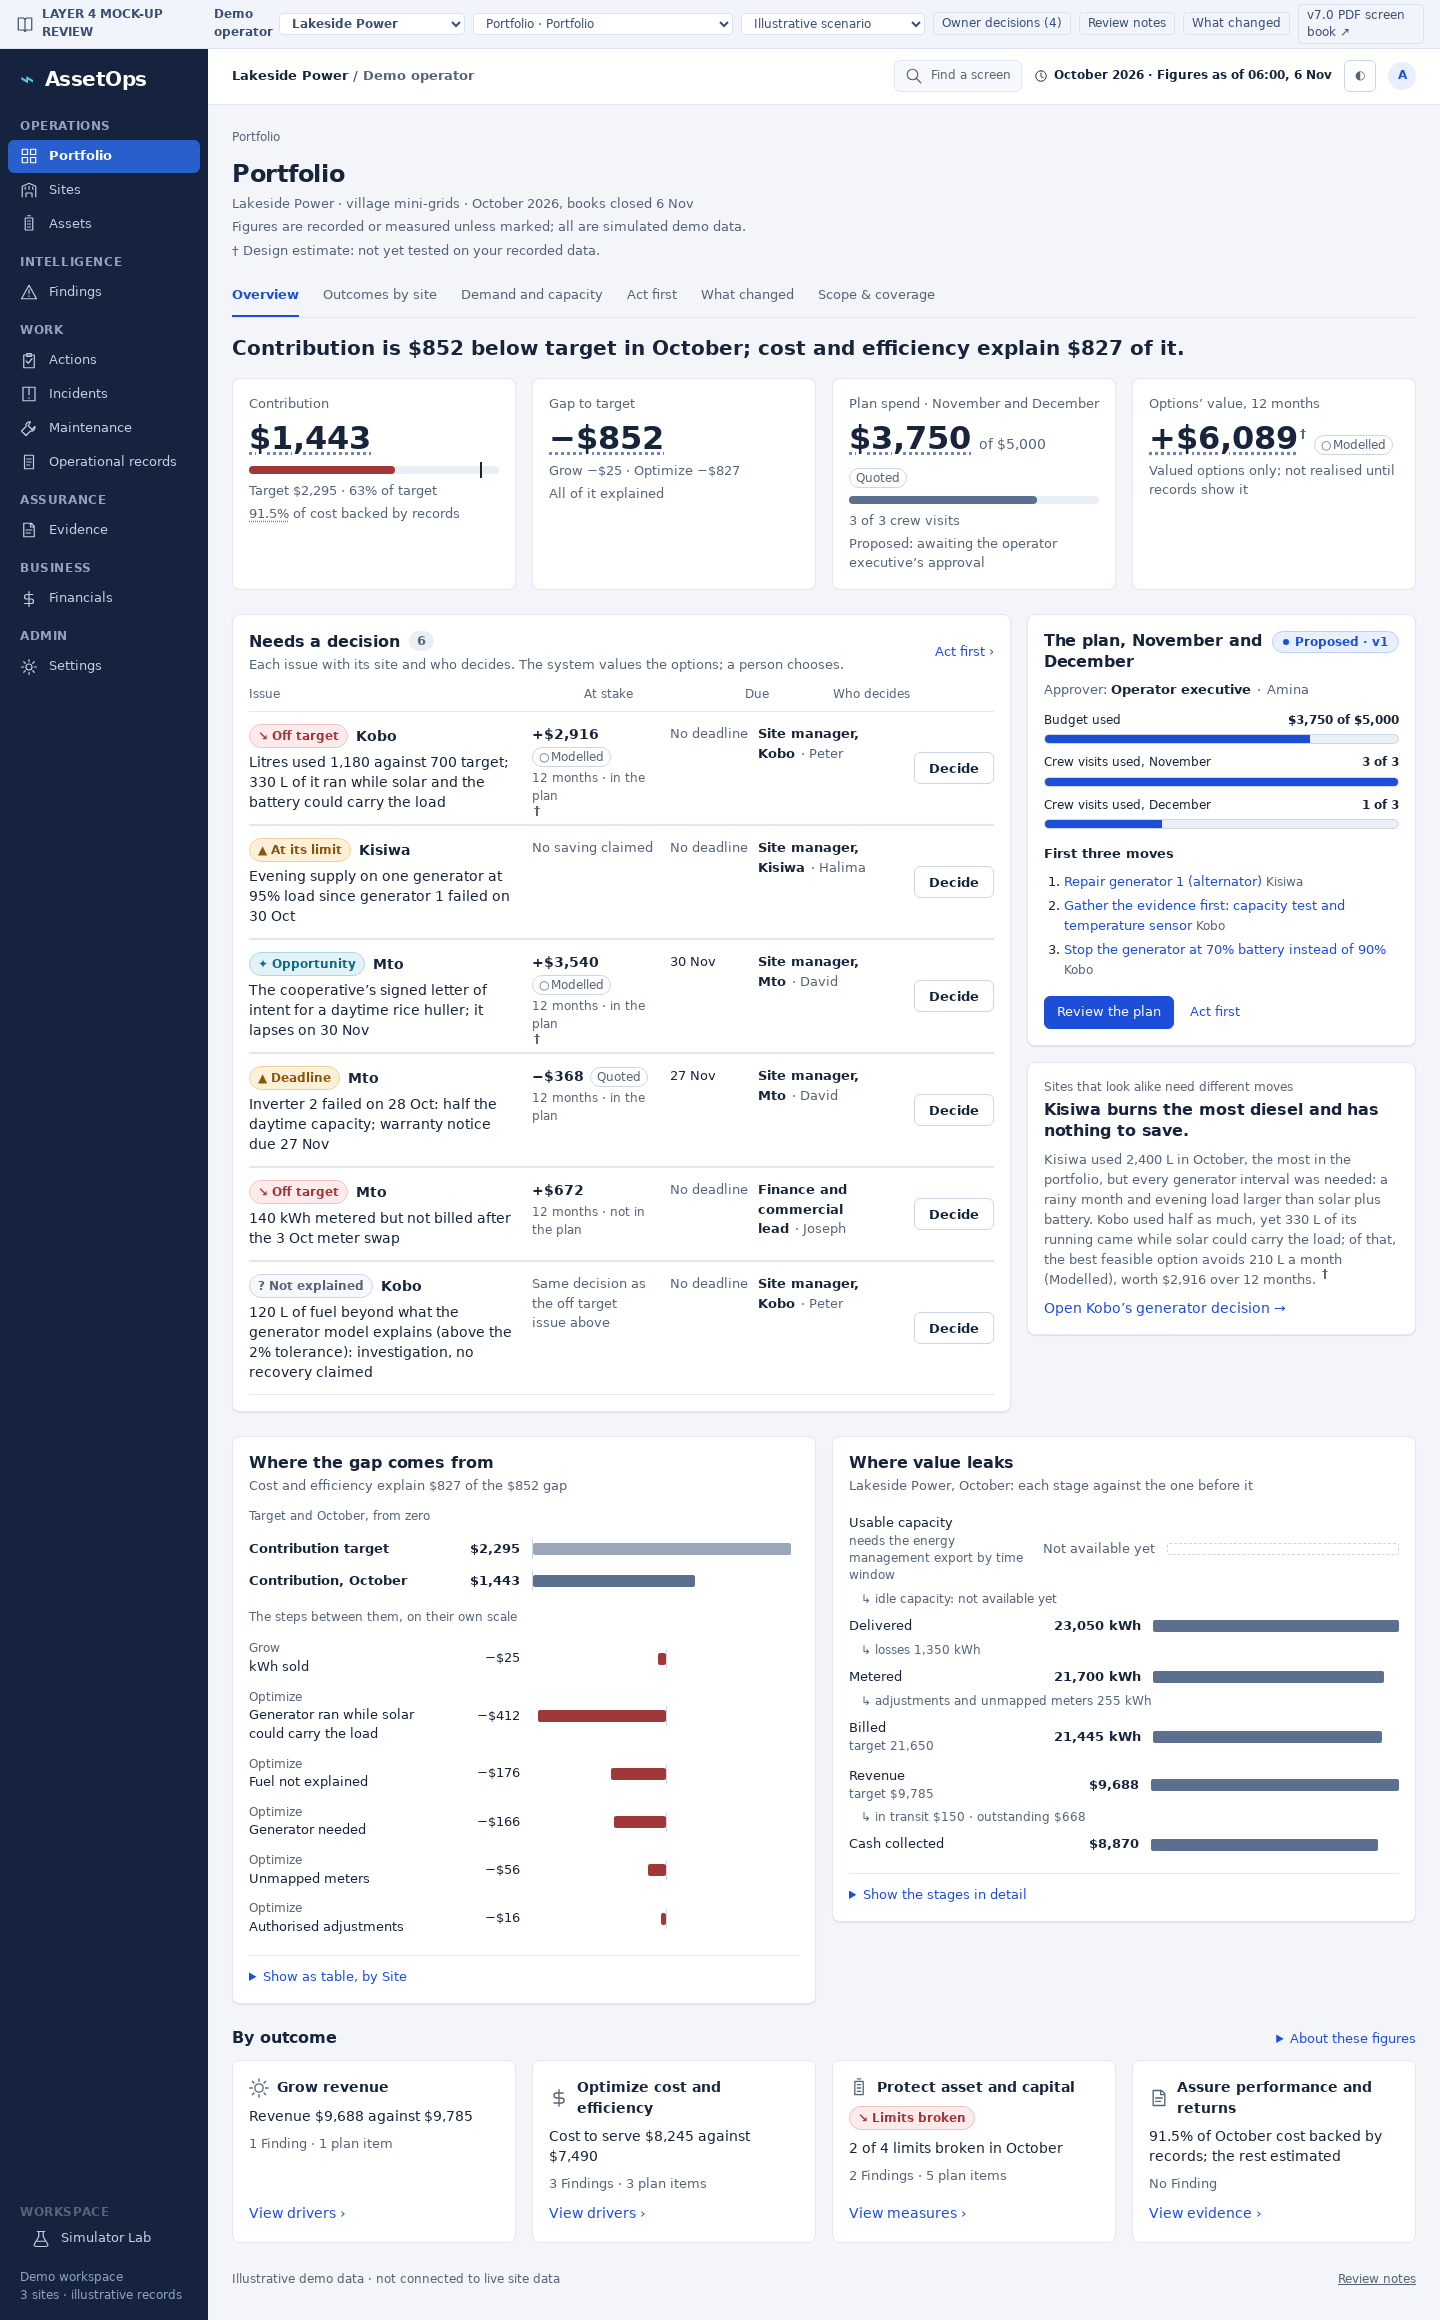 LAYER 4 MOCK-UP REVIEW
Demo operator
Lakeside Power
Portfolio · Portfolio
Illustrative scenario
Owner decisions (4)
Review notes
What changed
v7.0 PDF screen book ↗
AssetOps
OPERATIONS
Portfolio
Sites
Assets
INTELLIGENCE
Findings
WORK
Actions
Incidents
Maintenance
Operational records
ASSURANCE
Evidence
BUSINESS
Financials
ADMIN
Settings
WORKSPACE
Simulator Lab
Demo workspace
3 sites · illustrative records
Lakeside Power / Demo operator
Find a screen
October 2026 · Figures as of 06:00, 6 Nov
A
Portfolio
Portfolio
Lakeside Power · village mini-grids · October 2026, books closed 6 Nov
Figures are recorded or measured unless marked; all are simulated demo data.
† Design estimate: not yet tested on your recorded data.
Overview
Outcomes by site
Demand and capacity
Act first
What changed
Scope & coverage
Contribution is $852 below target in October; cost and efficiency explain $827 of it.
Contribution
$1,443
Target $2,295 · 63% of target
91.5% of cost backed by records
Gap to target
−$852
Grow −$25 · Optimize −$827
All of it explained
Plan spend · November and December
$3,750 of $5,000
Quoted
3 of 3 crew visits
Proposed: awaiting the operator
executive’s approval
Options’ value, 12 months
+$6,089 †
○ Modelled
Valued options only; not realised until
records show it
Needs a decision 6
Each issue with its site and who decides. The system values the options; a person chooses.
Act first ›
Issue
At stake
Due
Who decides
↘ Off target Kobo
Litres used 1,180 against 700 target;
330 L of it ran while solar and the
battery could carry the load
+$2,916
○ Modelled
12 months · in the
plan
†
No deadline
Site manager,
Kobo · Peter
Decide
▲ At its limit Kisiwa
Evening supply on one generator at
95% load since generator 1 failed on
30 Oct
No saving claimed
No deadline
Site manager,
Kisiwa · Halima
Decide
✦ Opportunity Mto
The cooperative’s signed letter of
intent for a daytime rice huller; it
lapses on 30 Nov
+$3,540
○ Modelled
12 months · in the
plan
†
30 Nov
Site manager,
Mto · David
Decide
▲ Deadline Mto
Inverter 2 failed on 28 Oct: half the
daytime capacity; warranty notice
due 27 Nov
−$368 Quoted
12 months · in the
plan
27 Nov
Site manager,
Mto · David
Decide
↘ Off target Mto
140 kWh metered but not billed after
the 3 Oct meter swap
+$672
12 months · not in
the plan
No deadline
Finance and
commercial
lead · Joseph
Decide
? Not explained Kobo
120 L of fuel beyond what the
generator model explains (above the
2% tolerance): investigation, no
recovery claimed
Same decision as
the off target
issue above
No deadline
Site manager,
Kobo · Peter
Decide
The plan, November and
December
● Proposed · v1
Approver: Operator executive · Amina
Budget used
$3,750 of $5,000
Crew visits used, November
3 of 3
Crew visits used, December
1 of 3
First three moves
1. Repair generator 1 (alternator) Kisiwa
2. Gather the evidence first: capacity test and
temperature sensor Kobo
3. Stop the generator at 70% battery instead of 90%
Kobo
Review the plan
Act first
Sites that look alike need different moves
Kisiwa burns the most diesel and has
nothing to save.
Kisiwa used 2,400 L in October, the most in the
portfolio, but every generator interval was needed: a
rainy month and evening load larger than solar plus
battery. Kobo used half as much, yet 330 L of its
running came while solar could carry the load; of that,
the best feasible option avoids 210 L a month
(Modelled), worth $2,916 over 12 months. †
Open Kobo’s generator decision →
Where the gap comes from
Cost and efficiency explain $827 of the $852 gap
Target and October, from zero
Contribution target
$2,295
Contribution, October
$1,443
The steps between them, on their own scale
Grow
kWh sold
−$25
Optimize
Generator ran while solar
could carry the load
−$412
Optimize
Fuel not explained
−$176
Optimize
Generator needed
−$166
Optimize
Unmapped meters
−$56
Optimize
Authorised adjustments
−$16
▶ Show as table, by Site
Where value leaks
Lakeside Power, October: each stage against the one before it
Usable capacity
needs the energy
management export by time
window
Not available yet
↳ idle capacity: not available yet
Delivered
23,050 kWh
↳ losses 1,350 kWh
Metered
21,700 kWh
↳ adjustments and unmapped meters 255 kWh
Billed
target 21,650
21,445 kWh
Revenue
target $9,785
$9,688
↳ in transit $150 · outstanding $668
Cash collected
$8,870
▶ Show the stages in detail
By outcome
▶ About these figures
Grow revenue
Revenue $9,688 against $9,785
1 Finding · 1 plan item
View drivers ›
Optimize cost and
efficiency
Cost to serve $8,245 against
$7,490
3 Findings · 3 plan items
View drivers ›
Protect asset and capital
↘ Limits broken
2 of 4 limits broken in October
2 Findings · 5 plan items
View measures ›
Assure performance and
returns
91.5% of October cost backed by
records; the rest estimated
No Finding
View evidence ›
Illustrative demo data · not connected to live site data
Review notes